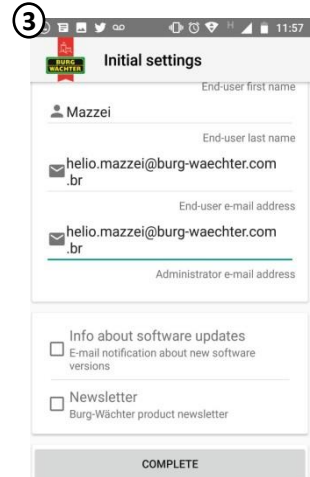 3
H
11:57
BURG
WÄCHTER
Initial settings
End-user first name
Mazzei
End-user last name
helio.mazzei@burg-waechter.com
.br
End-user e-mail address
helio.mazzei@burg-waechter.com
.br
Administrator e-mail address
Info about software updates
E-mail notification about new software
versions
Newsletter
Burg-Wächter product newsletter
COMPLETE